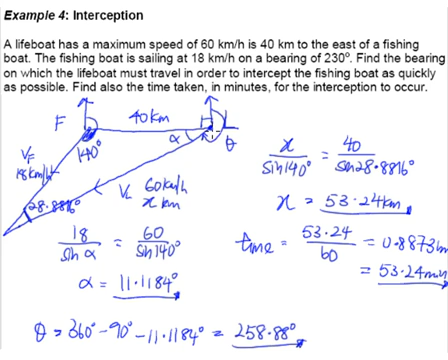 Example 4: Interception
A lifeboat has a maximum speed of 60 km/h is 40 km to the east of a fishing
boat. The fishing boat is sailing at 18 km/h on a bearing of 230°. Find the bearing
on which the lifeboat must travel in order to intercept the fishing boat as quickly
as possible. Find also the time taken, in minutes, for the interception to occur.
F 40km L
α θ
140°
V_F
18km/h
V_L 60km/h
x km
28.8816°
x / sin140° = 40 / sin28.8816°
x = 53.24km
18 / sin α = 60 / sin140°
time = 53.24 / 60 = 0.8873hr
= 53.24min
α = 11.1184°
θ = 360° - 90° - 11.1184° = 258.88°